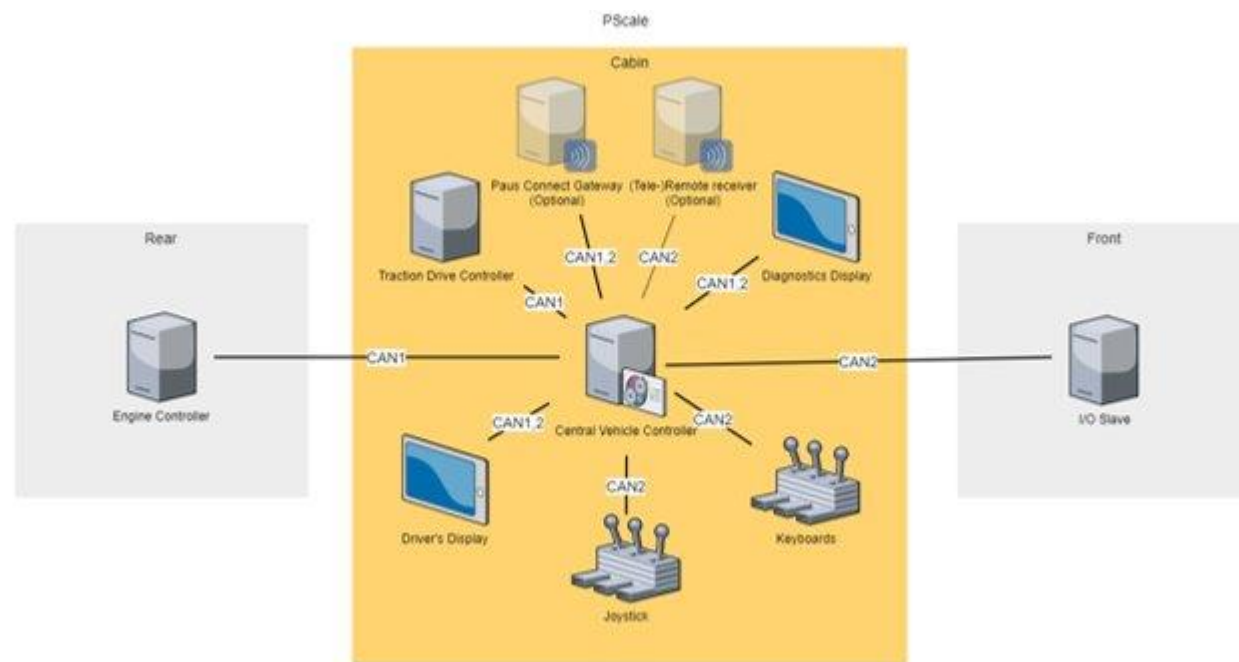 PScale
Cabin
Paus Connect Gateway
(Optional)
(Tele-)Remote receiver
(Optional)
Rear
Front
Traction Drive Controller
CAN1,2
CAN2
Diagnostics Display
CAN1,2
CAN1
CAN1
CAN2
Engine Controller
I/O Slave
CAN1,2
Central Vehicle Controller
CAN2
CAN2
Driver's Display
Keyboards
Joystick